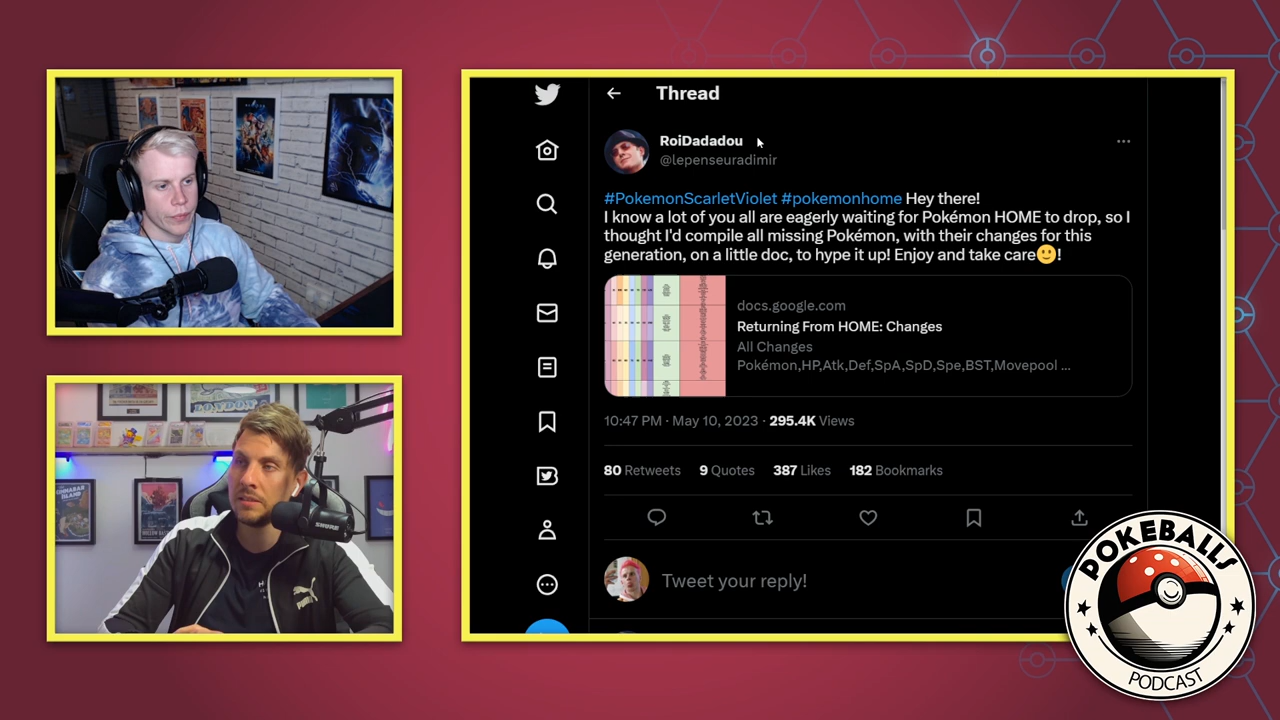 Thread
RoiDadadou
@lepenseuradimir
#PokemonScarletViolet #pokemonhome Hey there!
I know a lot of you all are eagerly waiting for Pokémon HOME to drop, so I
thought I'd compile all missing Pokémon, with their changes for this
generation, on a little doc, to hype it up! Enjoy and take care🙂!
docs.google.com
Returning From HOME: Changes
All Changes
Pokémon,HP,Atk,Def,SpA,SpD,Spe,BST,Movepool ...
10:47 PM · May 10, 2023 · 295.4K Views
80 Retweets 9 Quotes 387 Likes 182 Bookmarks
Tweet your reply!
LONDON
SHURE
PUMA
POKEBALLS
PODCAST